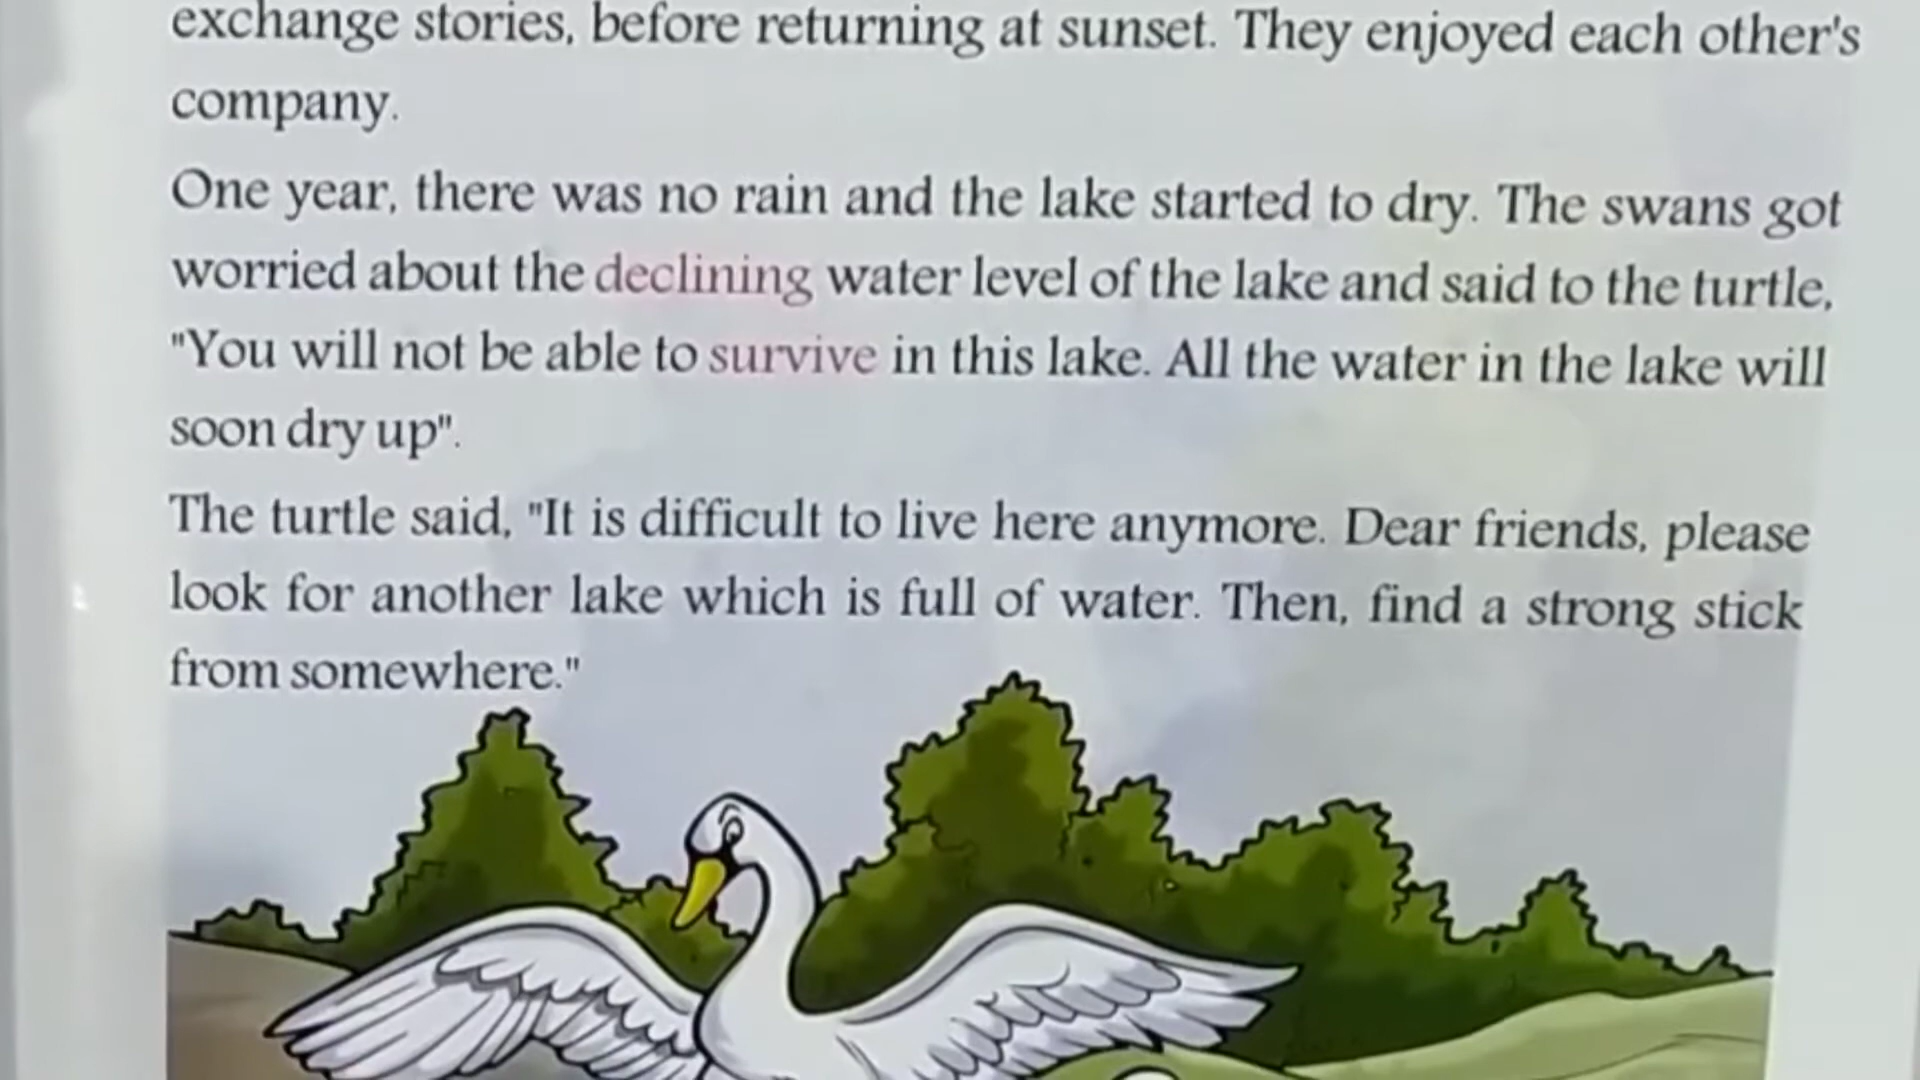 exchange stories, before returning at sunset. They enjoyed each other's
company.
One year, there was no rain and the lake started to dry. The swans got
worried about the declining water level of the lake and said to the turtle,
"You will not be able to survive in this lake. All the water in the lake will
soon dry up".
The turtle said, "It is difficult to live here anymore. Dear friends, please
look for another lake which is full of water. Then, find a strong stick
from somewhere."